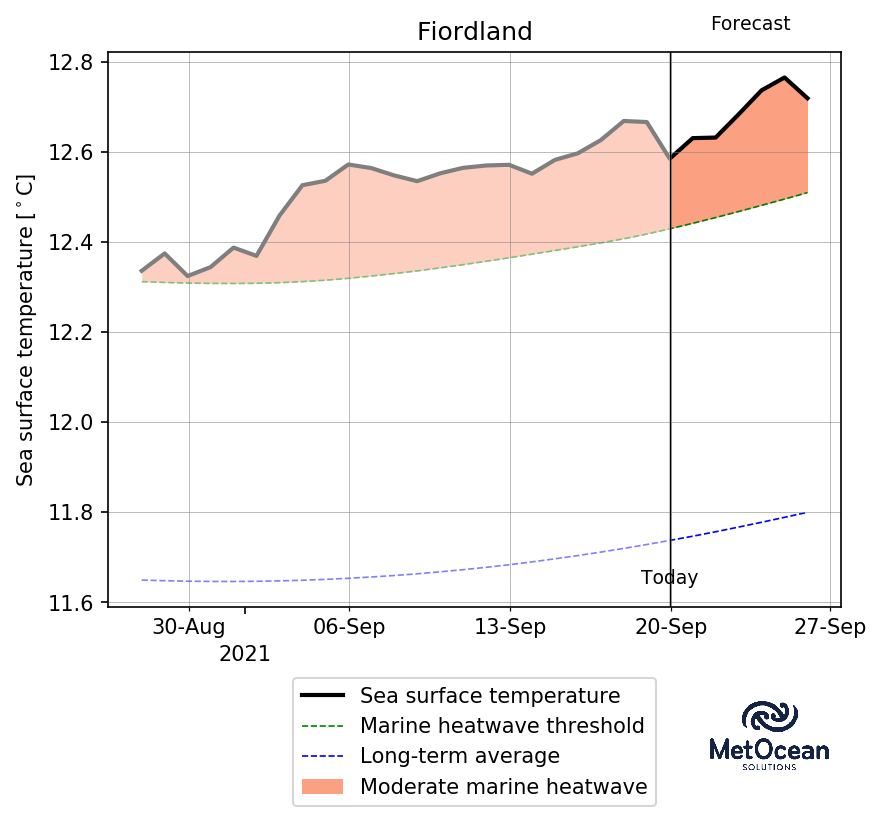 Forecast
Fiordland
12.8
12.6
12.4
12.2
12.0
11.8
11.6
Sea surface temperature [°C]
Today
30-Aug 06-Sep 13-Sep 20-Sep 27-Sep
2021
Sea surface temperature
Marine heatwave threshold
Long-term average
Moderate marine heatwave
MetOcean
SOLUTIONS